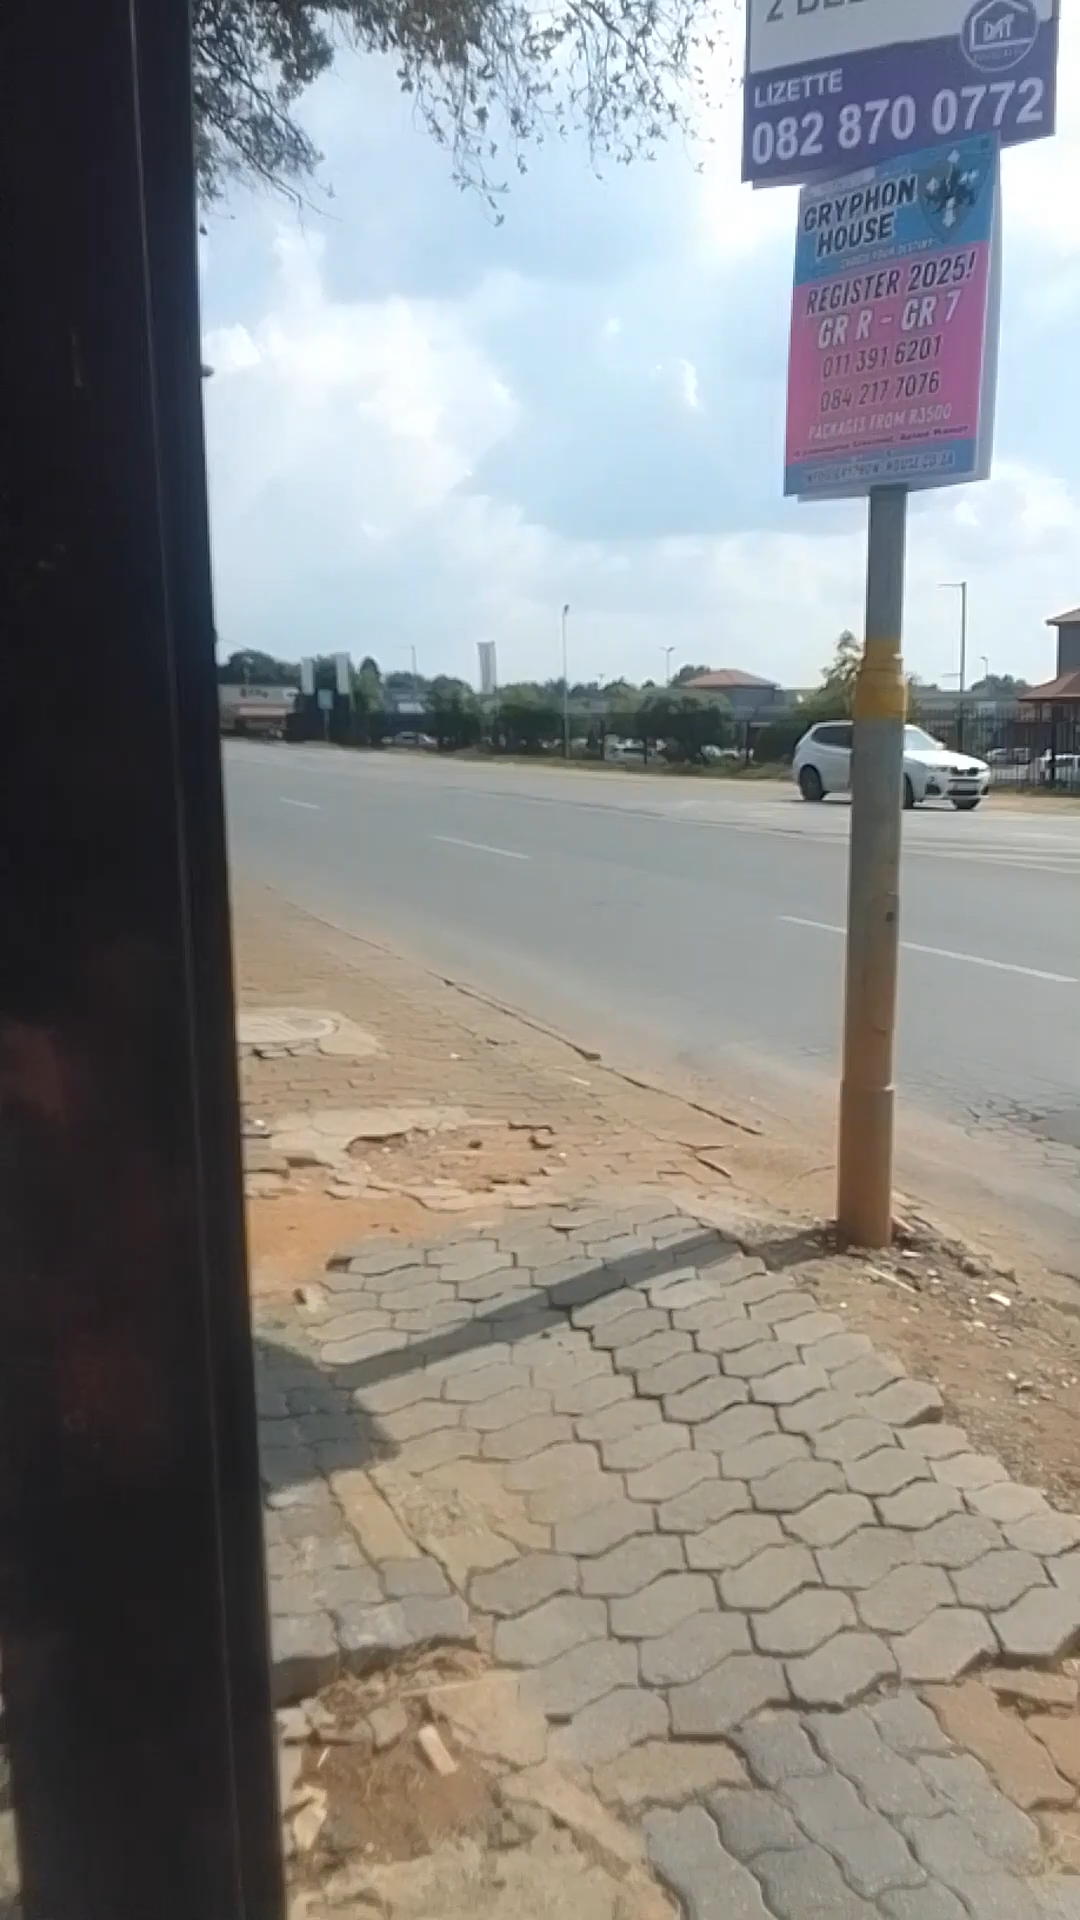 LIZETTE
082 870 0772
GRYPHON
HOUSE
REGISTER 2025!
GR R - GR 7
011 391 6201
084 217 7076
PACKAGES FROM R3500